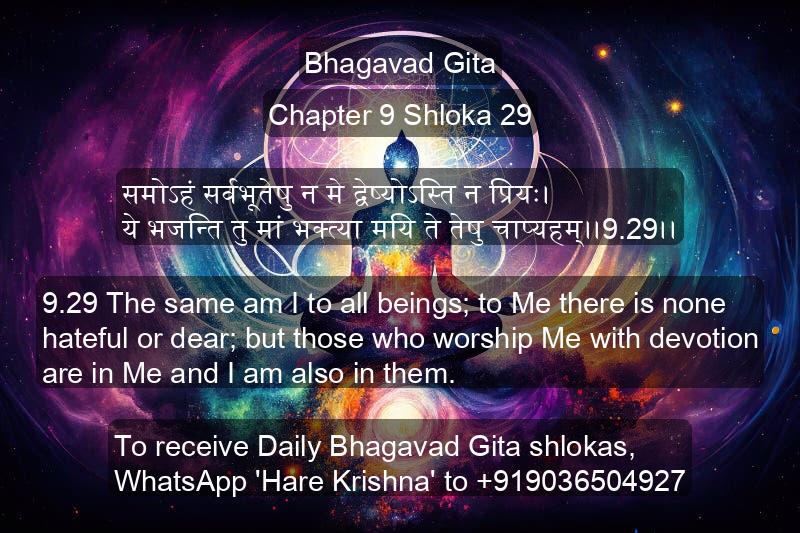 Bhagavad Gita
Chapter 9 Shloka 29
समोऽहं सर्वभूतेषु न मे द्वेष्योऽस्ति न प्रियः।
ये भजन्ति तु मां भक्त्या मयि ते तेषु चाप्यहम्।।9.29।।
9.29 The same am I to all beings; to Me there is none
hateful or dear; but those who worship Me with devotion
are in Me and I am also in them.
To receive Daily Bhagavad Gita shlokas,
WhatsApp 'Hare Krishna' to +919036504927